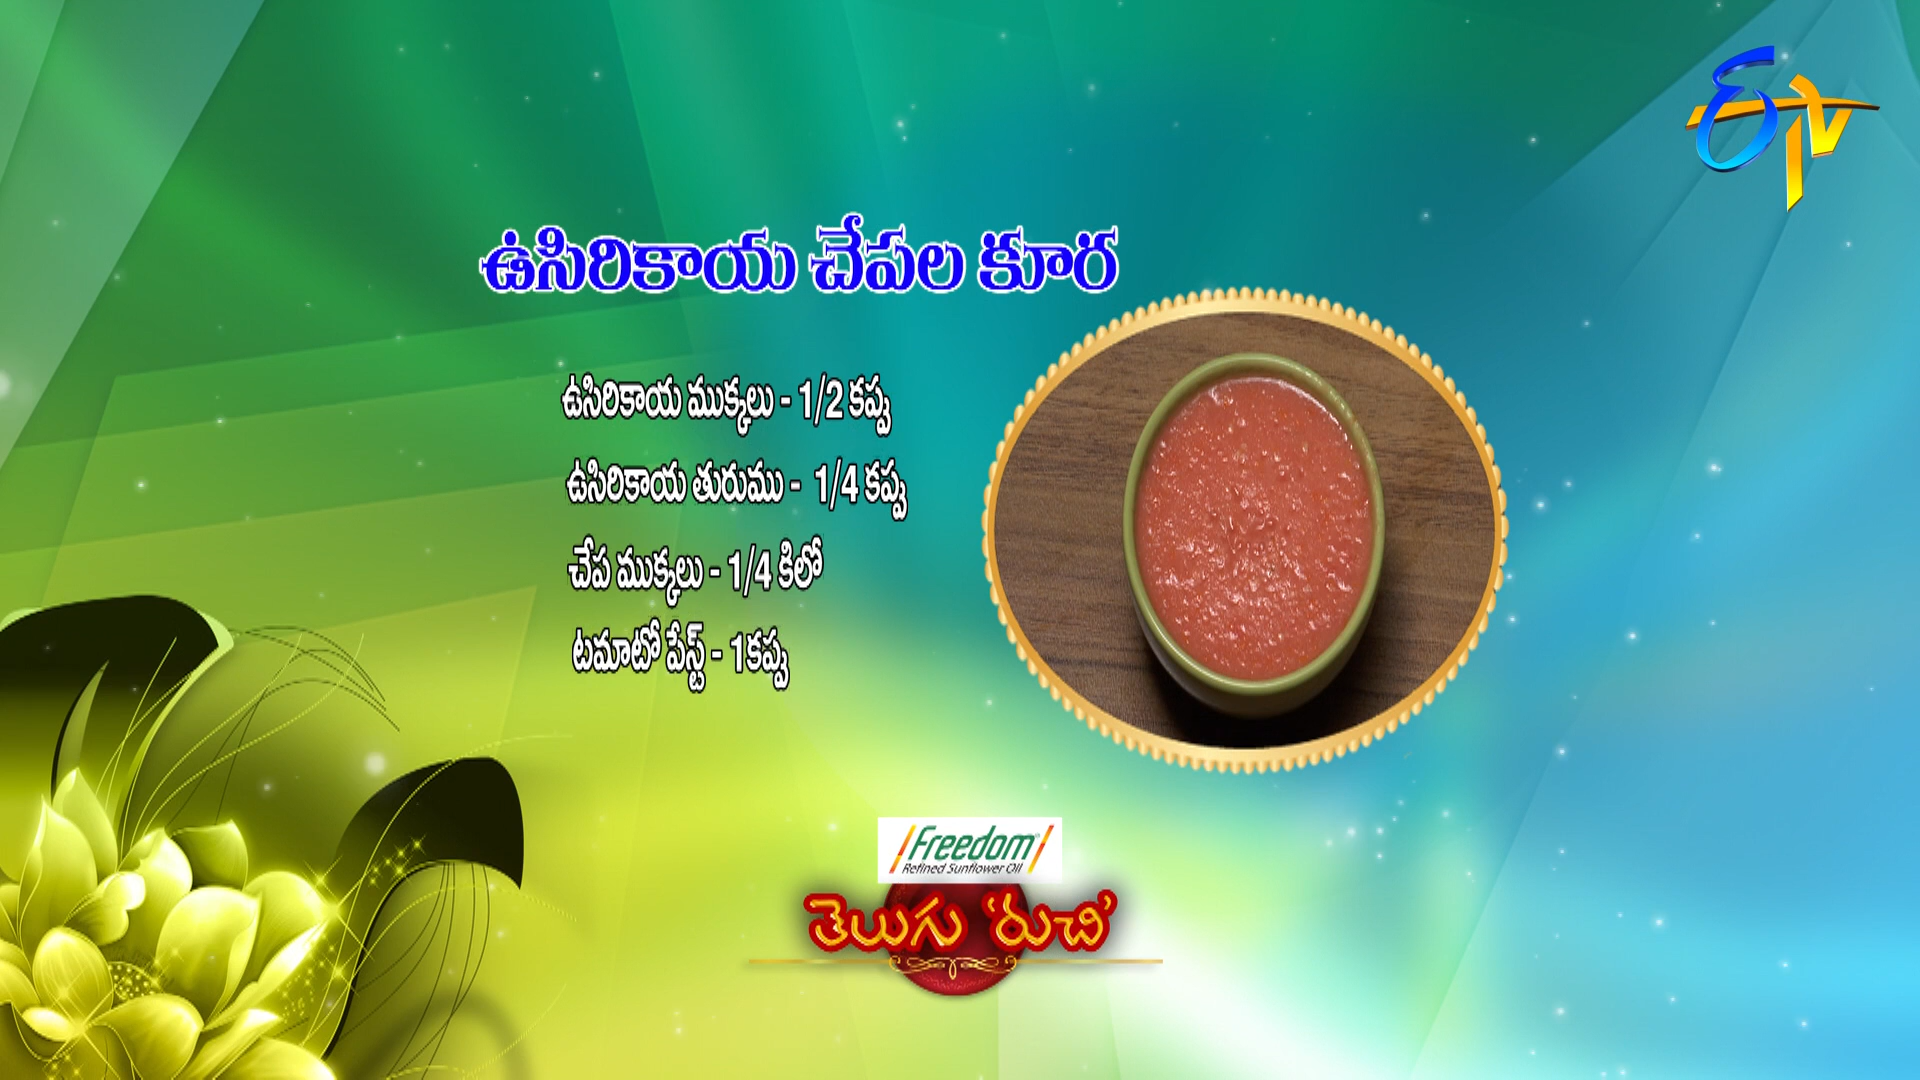 ETV
ఉసిరికాయ చేపల కూర
ఉసిరికాయ ముక్కలు - 1/2 కప్పు
ఉసిరికాయ తురుము - 1/4 కప్పు
చేప ముక్కలు - 1/4 కిలో
టమాటో పేస్ట్ - 1కప్పు
Freedom
Refined Sunflower Oil
తెలుగు ‘రుచి’